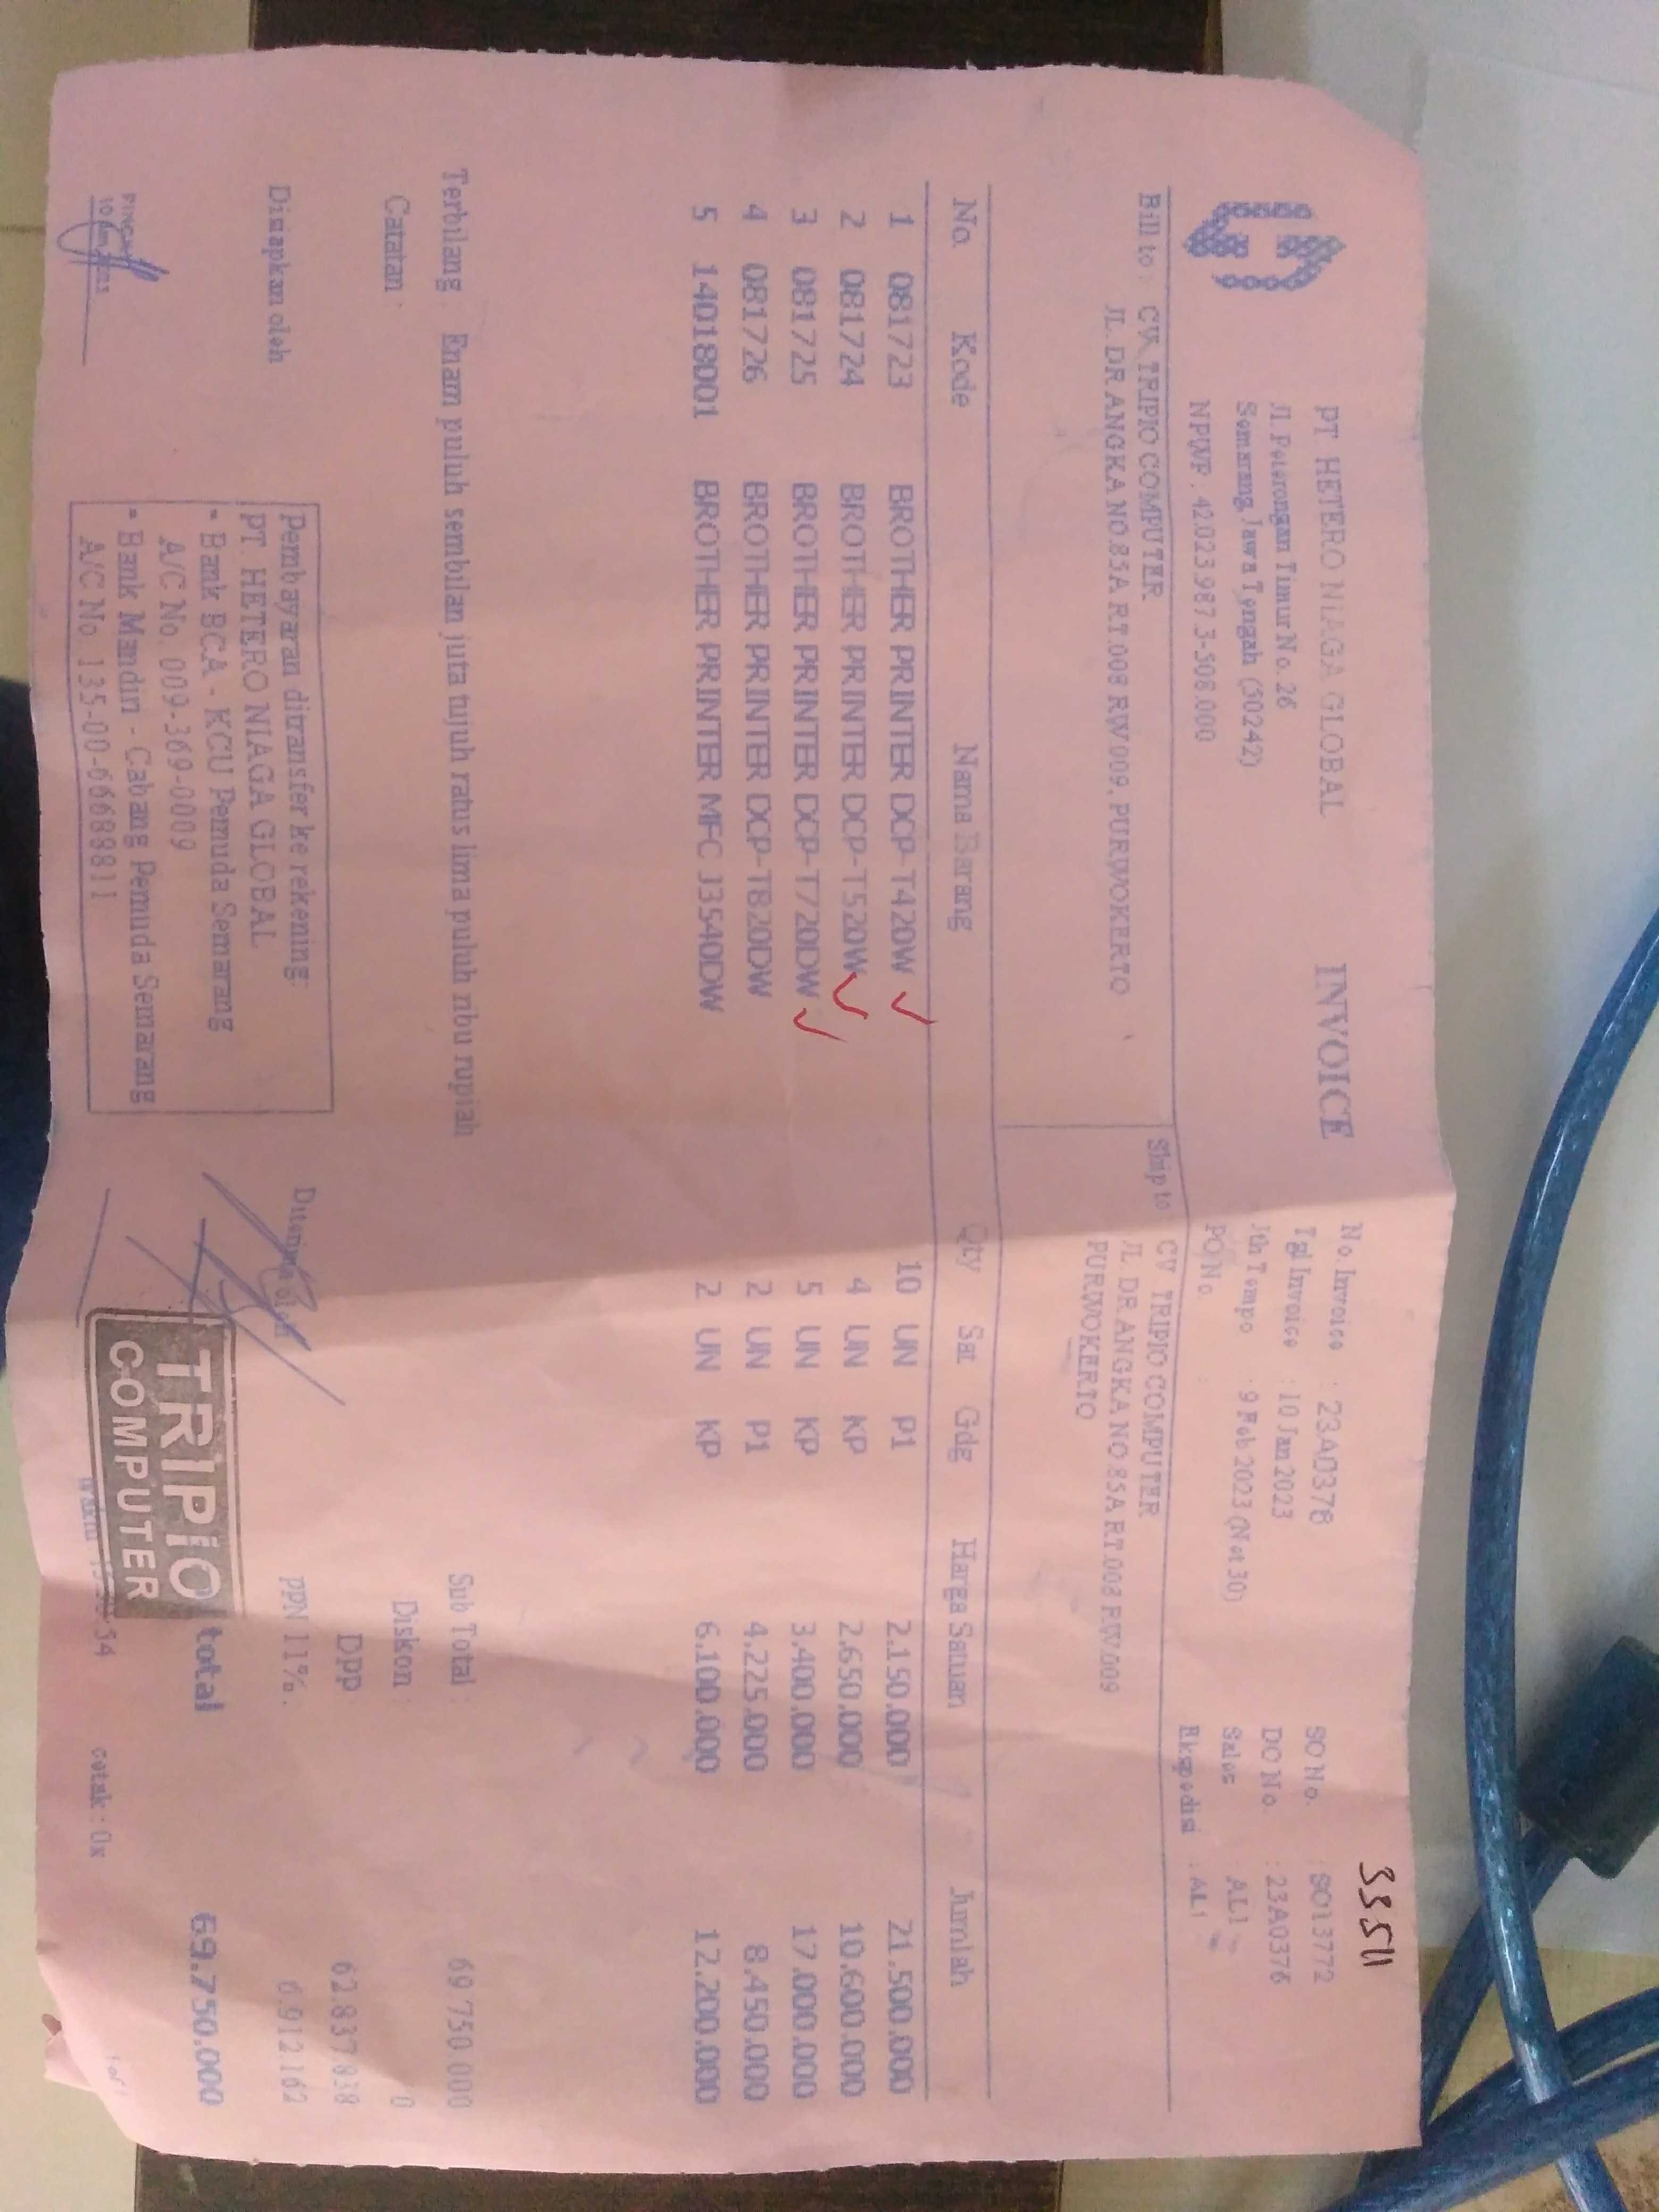 33511
PT HETERO NIAGA GLOBAL
INVOICE
Jl. Peterongan Timur No. 26
Semarang Jawa Tengah (50242)
NPWP : 42.023.987.3-508.000
No. Invoice : 23A0378
Tgl Invoice : 10 Jan 2023
Jth Tempo : 9 Feb 2023 (Net 30)
PO No. :
SO No. : SO13772
DO No. : 23A0376
Sales : AL1
Ekspedisi : AL1
Bill to : CV. TRIPIO COMPUTER
JL. DR ANGKA NO.85A RT.008 RW.009, PURWOKERTO
Ship to CV TRIPIO COMPUTER
JL. DR ANGKA NO 85A RT.008 RW.009
PURWOKERTO
No. Kode Nama Barang Qty Sat Gdg Harga Satuan Jumlah
1 081723 BROTHER PRINTER DCP-T420W 10 UN P1 2.150.000 21.500.000
2 081724 BROTHER PRINTER DCP-T520W 4 UN KP 2.650.000 10.600.000
3 081725 BROTHER PRINTER DCP-T720DW 5 UN KP 3.400.000 17.000.000
4 081726 BROTHER PRINTER DCP-T820DW 2 UN P1 4.225.000 8.450.000
5 14018001 BROTHER PRINTER MFC J3540DW 2 UN KP 6.100.000 12.200.000
Terbilang : Enam puluh sembilan juta tujuh ratus lima puluh ribu rupiah
Catatan :
Sub Total : 69 750 000
Diskon : 0
DPP 62 837 838
PPN 11% 6 912 162
total 69.750.000
Disiapkan oleh
Pembayaran ditransfer ke rekening:
PT. HETERO NIAGA GLOBAL
- Bank BCA - KCU Pemuda Semarang
A/C No. 009-369-0009
- Bank Mandiri - Cabang Pemuda Semarang
A/C No. 135-00-6668881 1
Diterima oleh
TRIPiO
COMPUTER
cetak : 0x
1 of 1